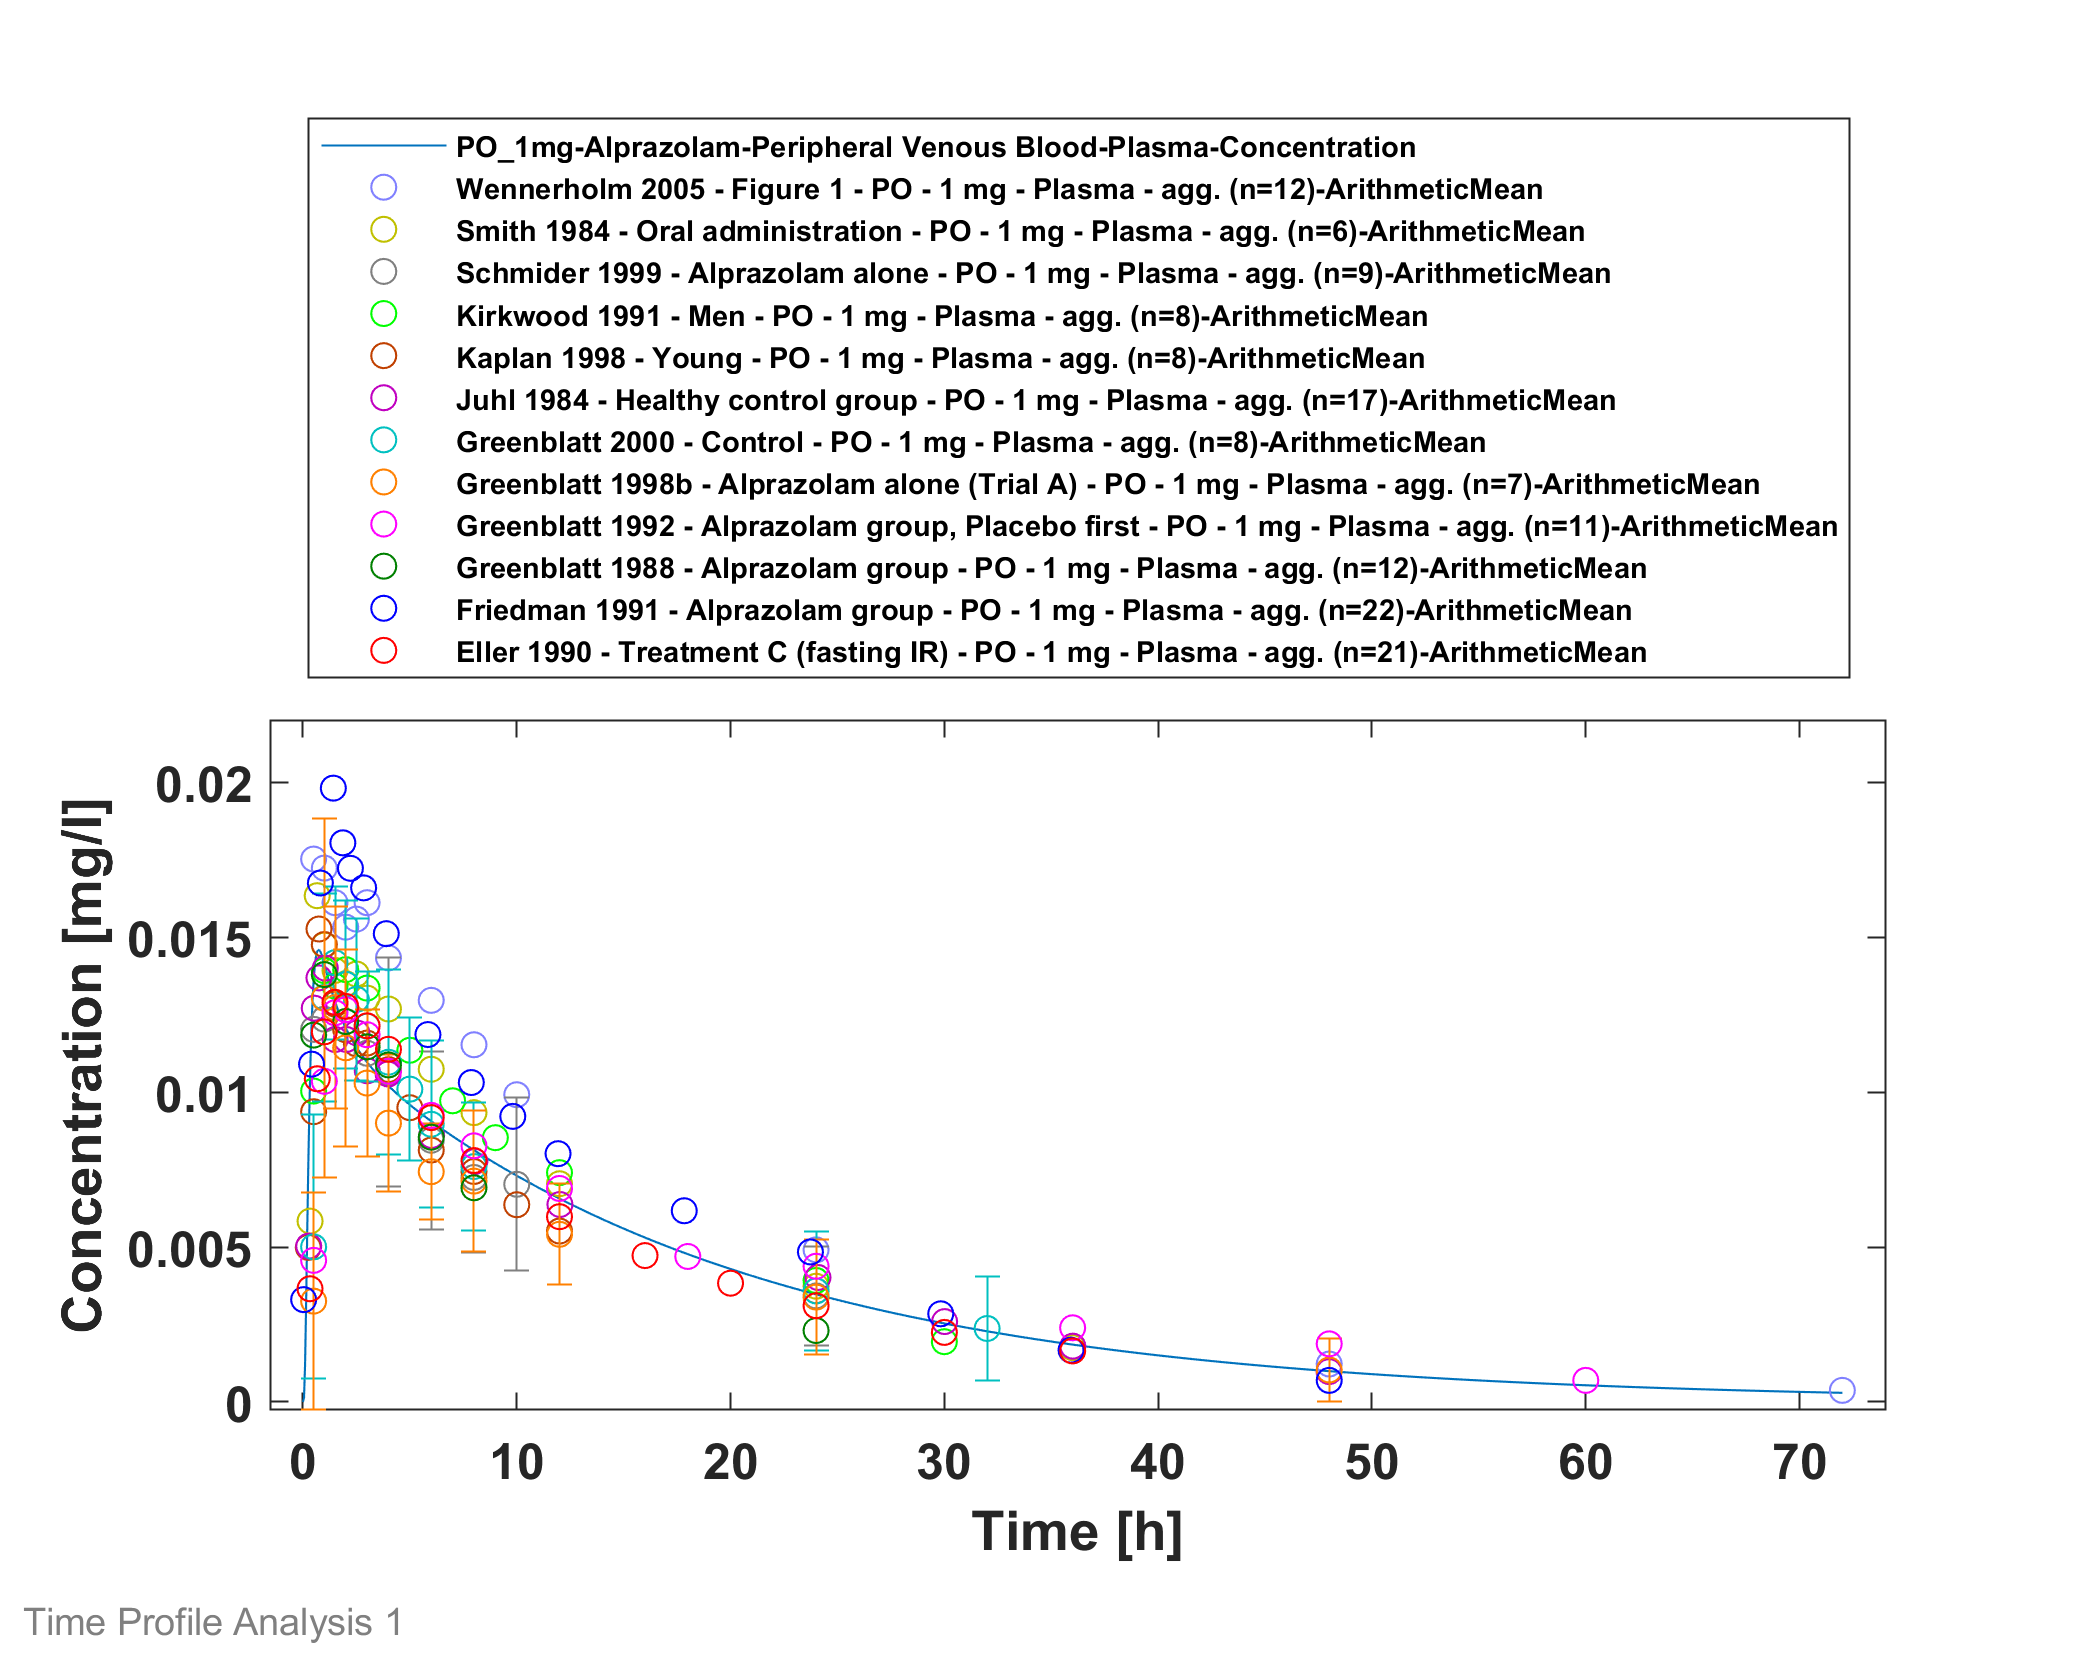 PO_1mg-Alprazolam-Peripheral Venous Blood-Plasma-Concentration
Wennerholm 2005 - Figure 1 - PO - 1 mg - Plasma - agg. (n=12)-ArithmeticMean
Smith 1984 - Oral administration - PO - 1 mg - Plasma - agg. (n=6)-ArithmeticMean
Schmider 1999 - Alprazolam alone - PO - 1 mg - Plasma - agg. (n=9)-ArithmeticMean
Kirkwood 1991 - Men - PO - 1 mg - Plasma - agg. (n=8)-ArithmeticMean
Kaplan 1998 - Young - PO - 1 mg - Plasma - agg. (n=8)-ArithmeticMean
Juhl 1984 - Healthy control group - PO - 1 mg - Plasma - agg. (n=17)-ArithmeticMean
Greenblatt 2000 - Control - PO - 1 mg - Plasma - agg. (n=8)-ArithmeticMean
Greenblatt 1998b - Alprazolam alone (Trial A) - PO - 1 mg - Plasma - agg. (n=7)-ArithmeticMean
Greenblatt 1992 - Alprazolam group, Placebo first - PO - 1 mg - Plasma - agg. (n=11)-ArithmeticMean
Greenblatt 1988 - Alprazolam group - PO - 1 mg - Plasma - agg. (n=12)-ArithmeticMean
Friedman 1991 - Alprazolam group - PO - 1 mg - Plasma - agg. (n=22)-ArithmeticMean
Eller 1990 - Treatment C (fasting IR) - PO - 1 mg - Plasma - agg. (n=21)-ArithmeticMean
Concentration [mg/l]
0.02
0.015
0.01
0.005
0
0 10 20 30 40 50 60 70
Time [h]
Time Profile Analysis 1